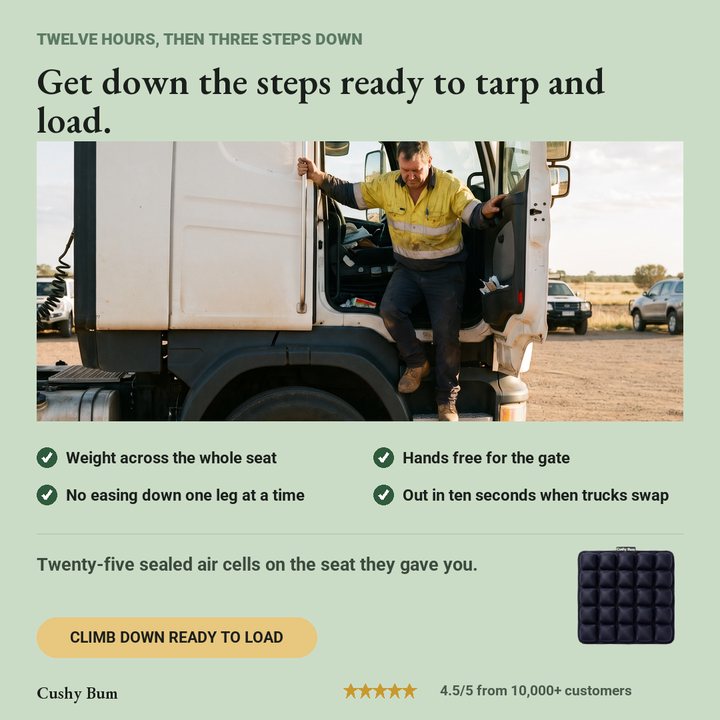 TWELVE HOURS, THEN THREE STEPS DOWN
Get down the steps ready to tarp and
load.
Weight across the whole seat
Hands free for the gate
No easing down one leg at a time
Out in ten seconds when trucks swap
Twenty-five sealed air cells on the seat they gave you.
CLIMB DOWN READY TO LOAD
Cushy Bum
4.5/5 from 10,000+ customers